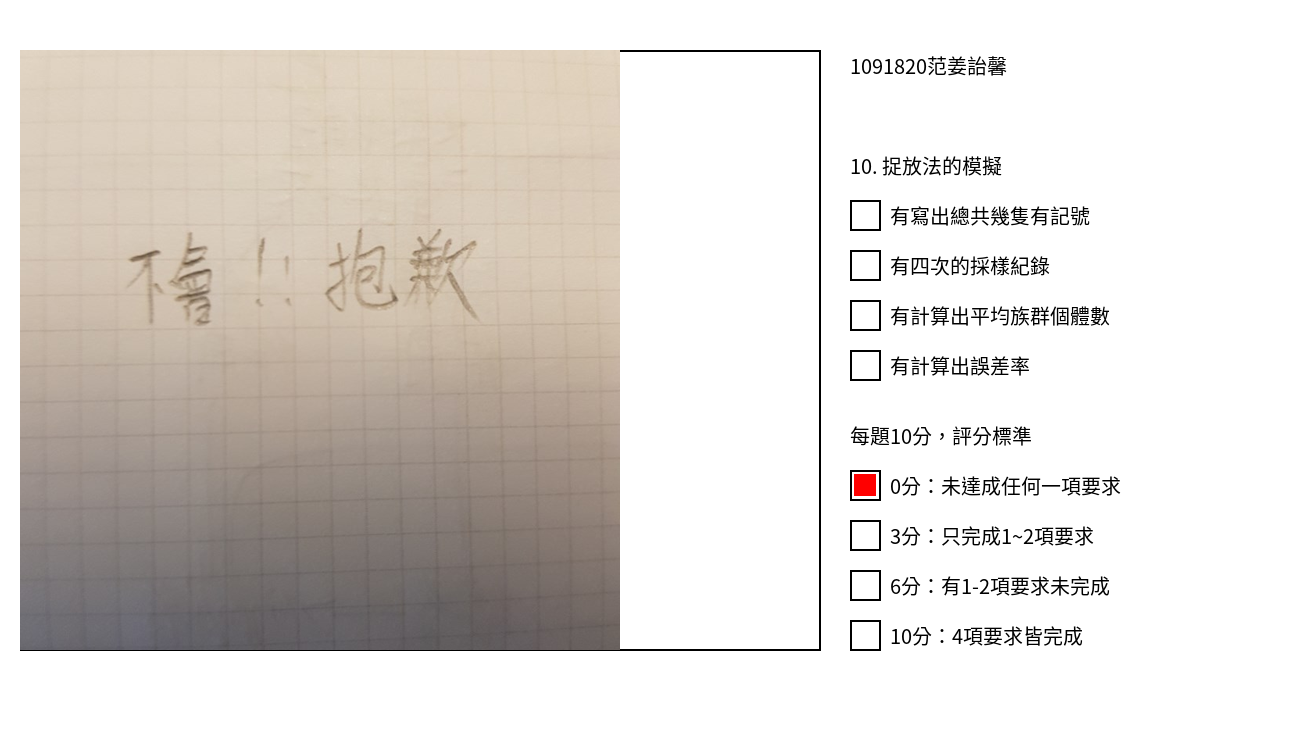 不會!! 抱歉
1091820范姜詒馨
10. 捉放法的模擬
有寫出總共幾隻有記號
有四次的採樣紀錄
有計算出平均族群個體數
有計算出誤差率
每題10分，評分標準
0分：未達成任何一項要求
3分：只完成1~2項要求
6分：有1-2項要求未完成
10分：4項要求皆完成